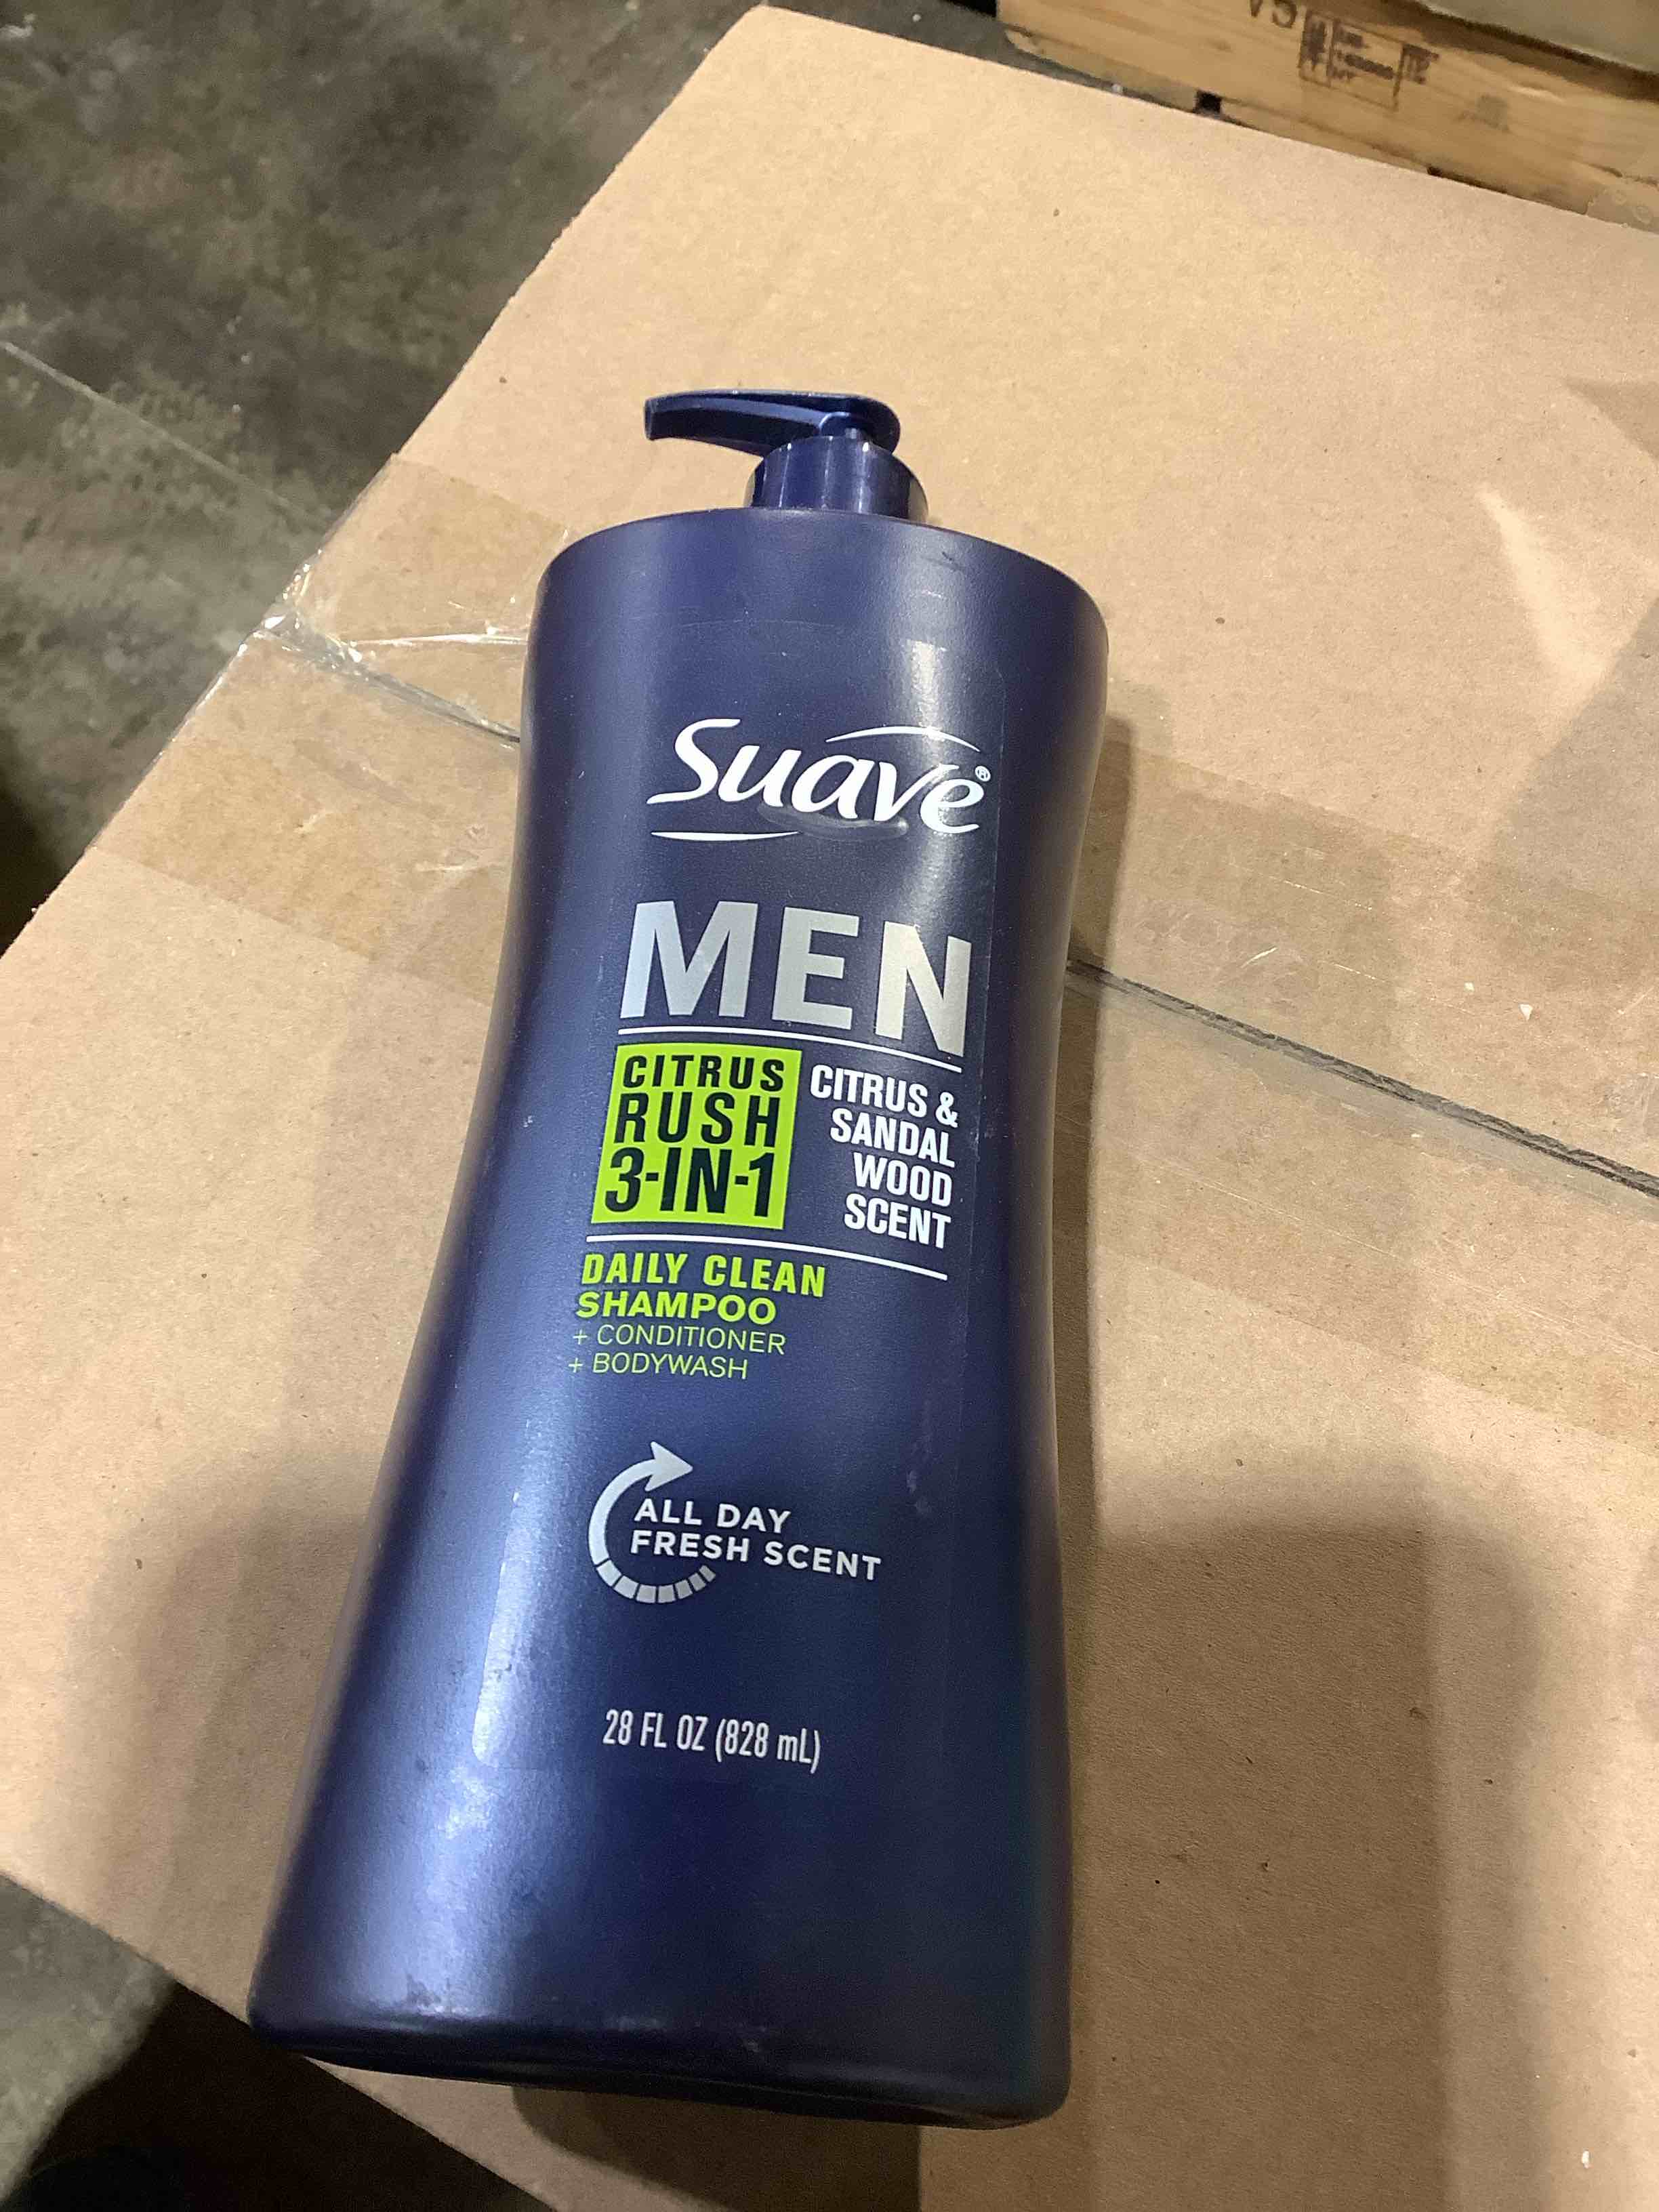 Suave®
MEN
CITRUS
RUSH
3-IN-1
CITRUS &
SANDAL
WOOD
SCENT
DAILY CLEAN
SHAMPOO
+ CONDITIONER
+ BODYWASH
ALL DAY
FRESH SCENT
28 FL OZ (828 mL)